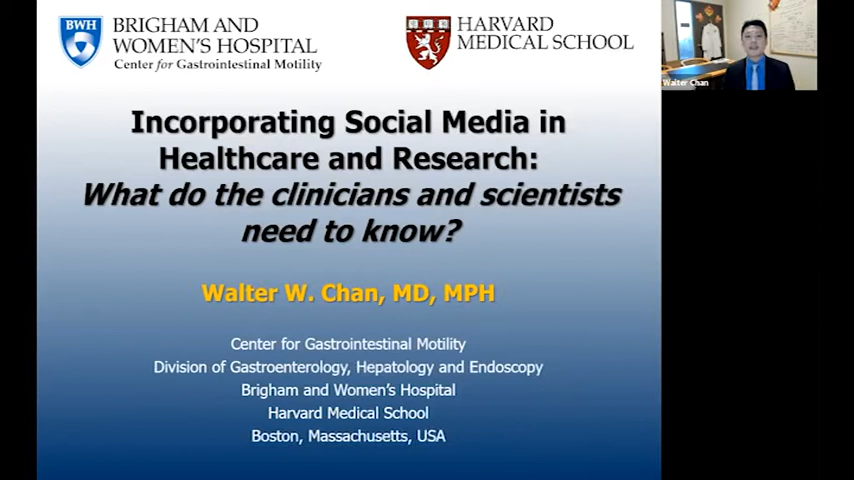 BWH
BRIGHAM AND
WOMEN'S HOSPITAL
Center for Gastrointestinal Motility
HARVARD
MEDICAL SCHOOL
Walter Chan
Incorporating Social Media in
Healthcare and Research:
What do the clinicians and scientists
need to know?
Walter W. Chan, MD, MPH
Center for Gastrointestinal Motility
Division of Gastroenterology, Hepatology and Endoscopy
Brigham and Women's Hospital
Harvard Medical School
Boston, Massachusetts, USA